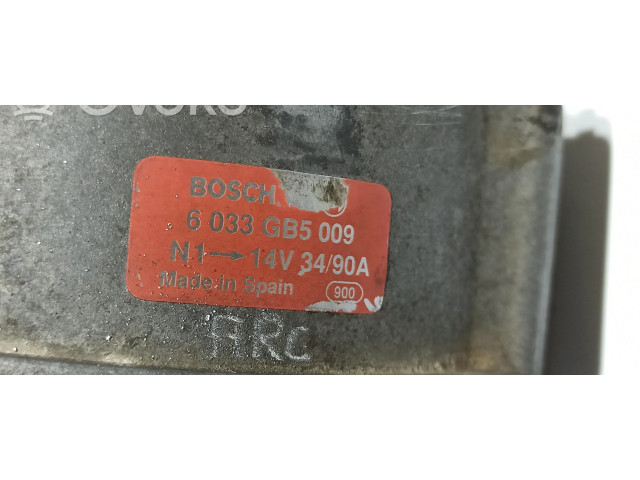 BOSCH
6 033 GB5 009
N1→ 14V 34/90A
Made in Spain 900
ARC